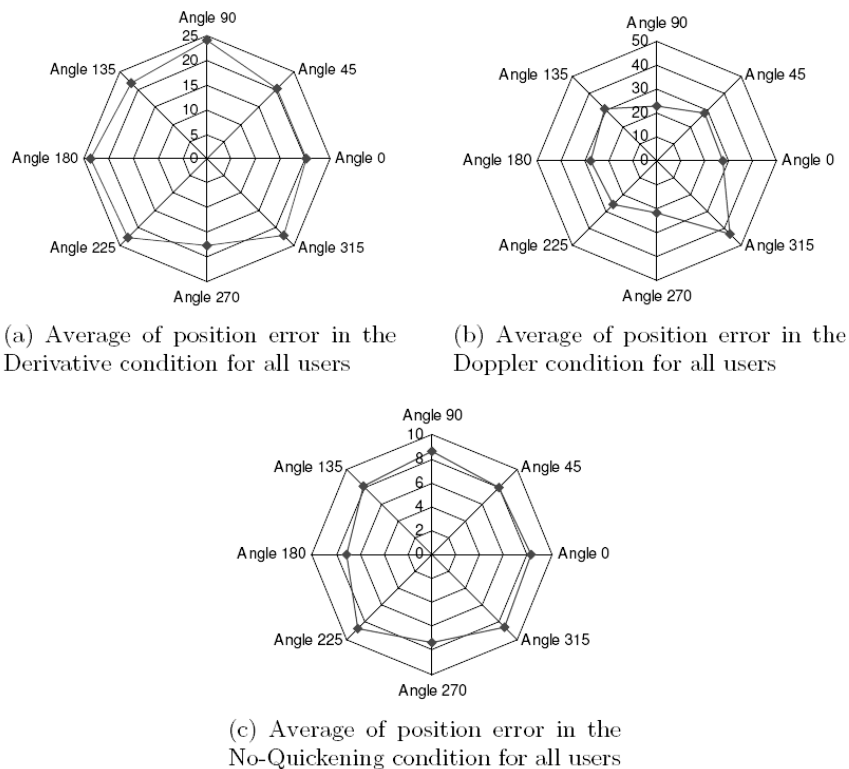 Angle 90
25
20
15
10
5
0
Angle 135
Angle 45
Angle 180
Angle 0
Angle 225
Angle 315
Angle 270
(a) Average of position error in the
Derivative condition for all users
Angle 90
50
40
30
20
10
0
Angle 135
Angle 45
Angle 180
Angle 0
Angle 225
Angle 315
Angle 270
(b) Average of position error in the
Doppler condition for all users
Angle 90
10
8
6
4
2
0
Angle 135
Angle 45
Angle 180
Angle 0
Angle 225
Angle 315
Angle 270
(c) Average of position error in the
No-Quickening condition for all users